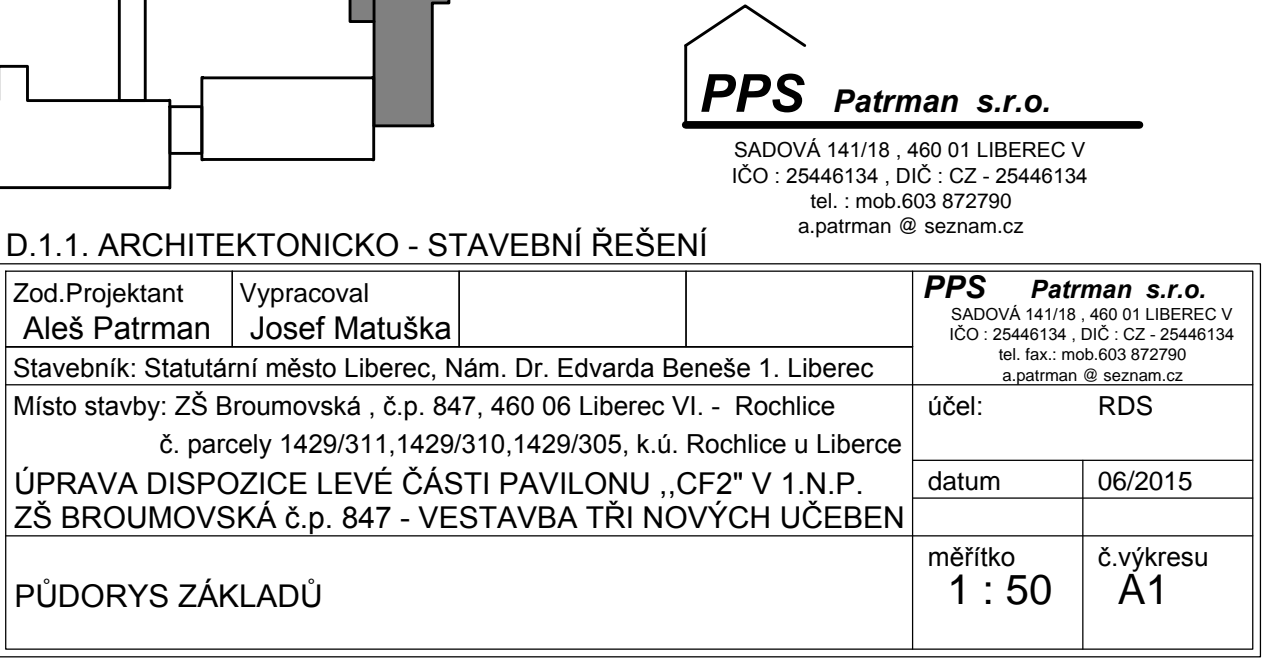 PPS Patrman s.r.o.
SADOVÁ 141/18 , 460 01 LIBEREC V
IČO : 25446134 , DIČ : CZ - 25446134
tel. : mob.603 872790
a.patrman @ seznam.cz
D.1.1. ARCHITEKTONICKO - STAVEBNÍ ŘEŠENÍ
Zod.Projektant
Aleš Patrman
Vypracoval
Josef Matuška
PPS Patrman s.r.o.
SADOVÁ 141/18 , 460 01 LIBEREC V
IČO : 25446134 , DIČ : CZ - 25446134
tel. fax.: mob.603 872790
a.patrman @ seznam.cz
Stavebník: Statutární město Liberec, Nám. Dr. Edvarda Beneše 1. Liberec
Místo stavby: ZŠ Broumovská , č.p. 847, 460 06 Liberec VI. - Rochlice
č. parcely 1429/311,1429/310,1429/305, k.ú. Rochlice u Liberce
účel: RDS
ÚPRAVA DISPOZICE LEVÉ ČÁSTI PAVILONU ,,CF2" V 1.N.P.
ZŠ BROUMOVSKÁ č.p. 847 - VESTAVBA TŘI NOVÝCH UČEBEN
datum 06/2015
PŮDORYS ZÁKLADŮ
měřítko
1 : 50
č.výkresu
A1